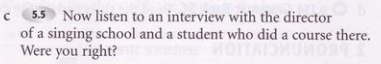 c 5.5 Now listen to an interview with the director
of a singing school and a student who did a course there.
Were you right?